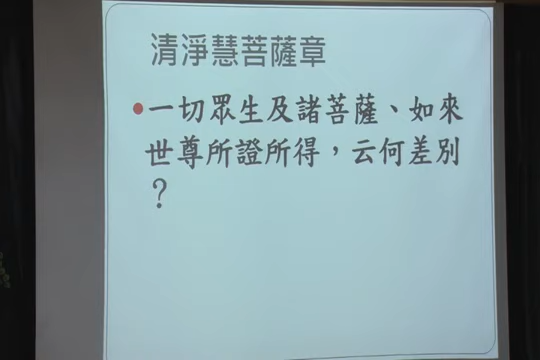 清淨慧菩薩章
一切眾生及諸菩薩、如來
世尊所證所得，云何差別
？